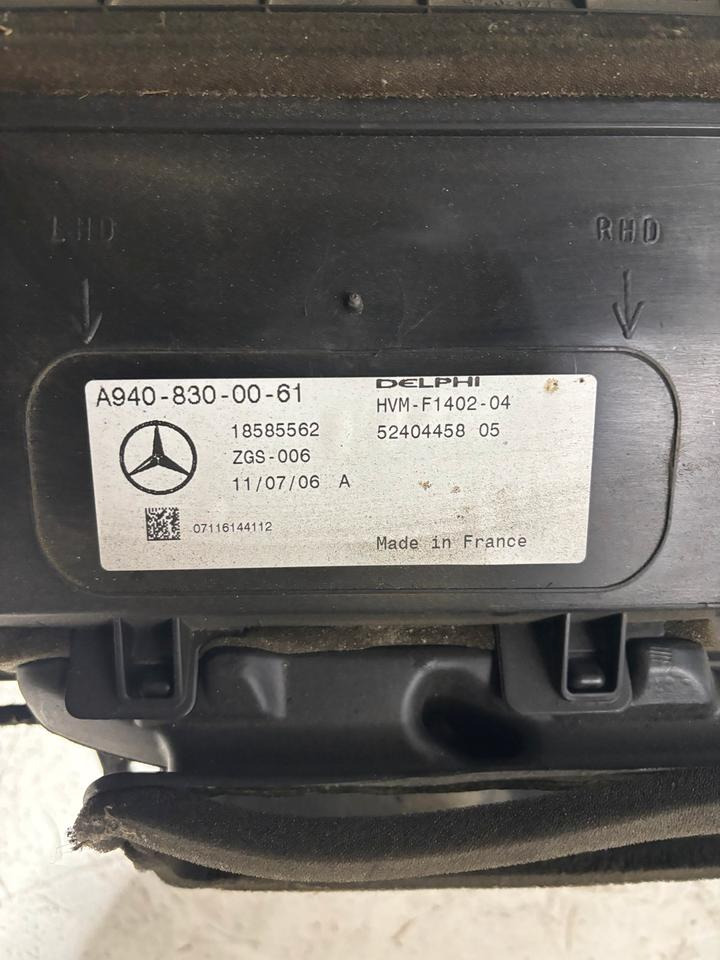 LHD
RHD
A940-830-00-61
DELPHI
HVM-F1402-04
18585562
52404458 05
ZGS-006
11/07/06 A
07116144112
Made in France